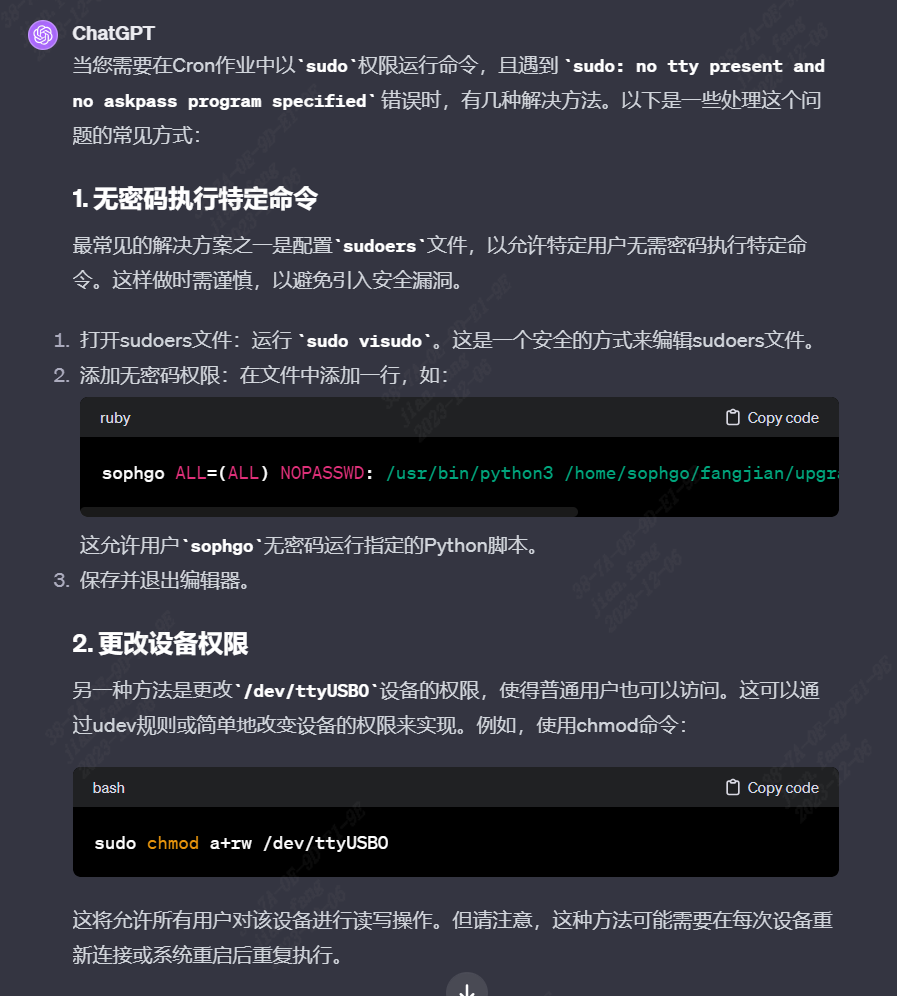 ChatGPT
当您需要在Cron作业中以`sudo`权限运行命令，且遇到 `sudo: no tty present and
no askpass program specified` 错误时，有几种解决方法。以下是一些处理这个问
题的常见方式：
1. 无密码执行特定命令
最常见的解决方案之一是配置`sudoers`文件，以允许特定用户无需密码执行特定命
令。这样做时需谨慎，以避免引入安全漏洞。
1. 打开sudoers文件：运行 `sudo visudo`。这是一个安全的方式来编辑sudoers文件。
2. 添加无密码权限：在文件中添加一行，如：
ruby Copy code
sophgo ALL=(ALL) NOPASSWD: /usr/bin/python3 /home/sophgo/fangjian/upgra
这允许用户`sophgo`无密码运行指定的Python脚本。
3. 保存并退出编辑器。
2. 更改设备权限
另一种方法是更改`/dev/ttyUSB0`设备的权限，使得普通用户也可以访问。这可以通
过udev规则或简单地改变设备的权限来实现。例如，使用chmod命令：
bash Copy code
sudo chmod a+rw /dev/ttyUSB0
这将允许所有用户对该设备进行读写操作。但请注意，这种方法可能需要在每次设备重
新连接或系统重启后重复执行。